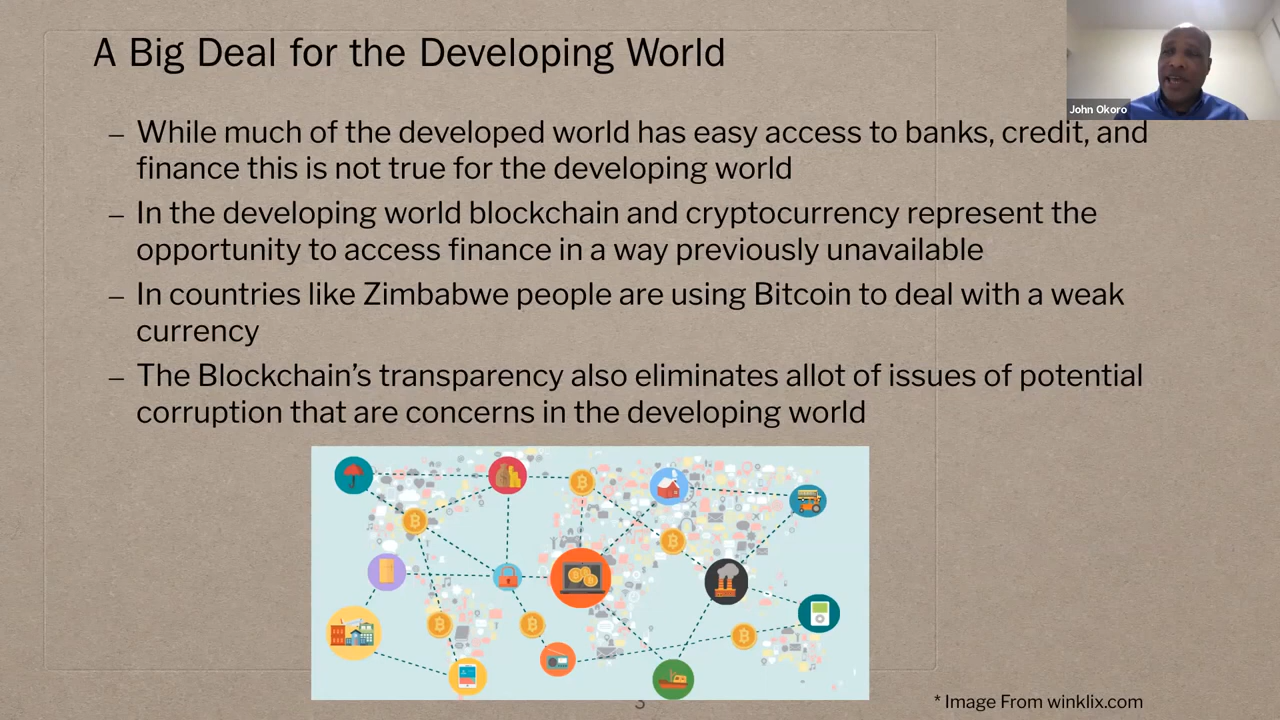 A Big Deal for the Developing World
John Okoro
– While much of the developed world has easy access to banks, credit, and
finance this is not true for the developing world
– In the developing world blockchain and cryptocurrency represent the
opportunity to access finance in a way previously unavailable
– In countries like Zimbabwe people are using Bitcoin to deal with a weak
currency
– The Blockchain's transparency also eliminates allot of issues of potential
corruption that are concerns in the developing world
3
* Image From winklix.com